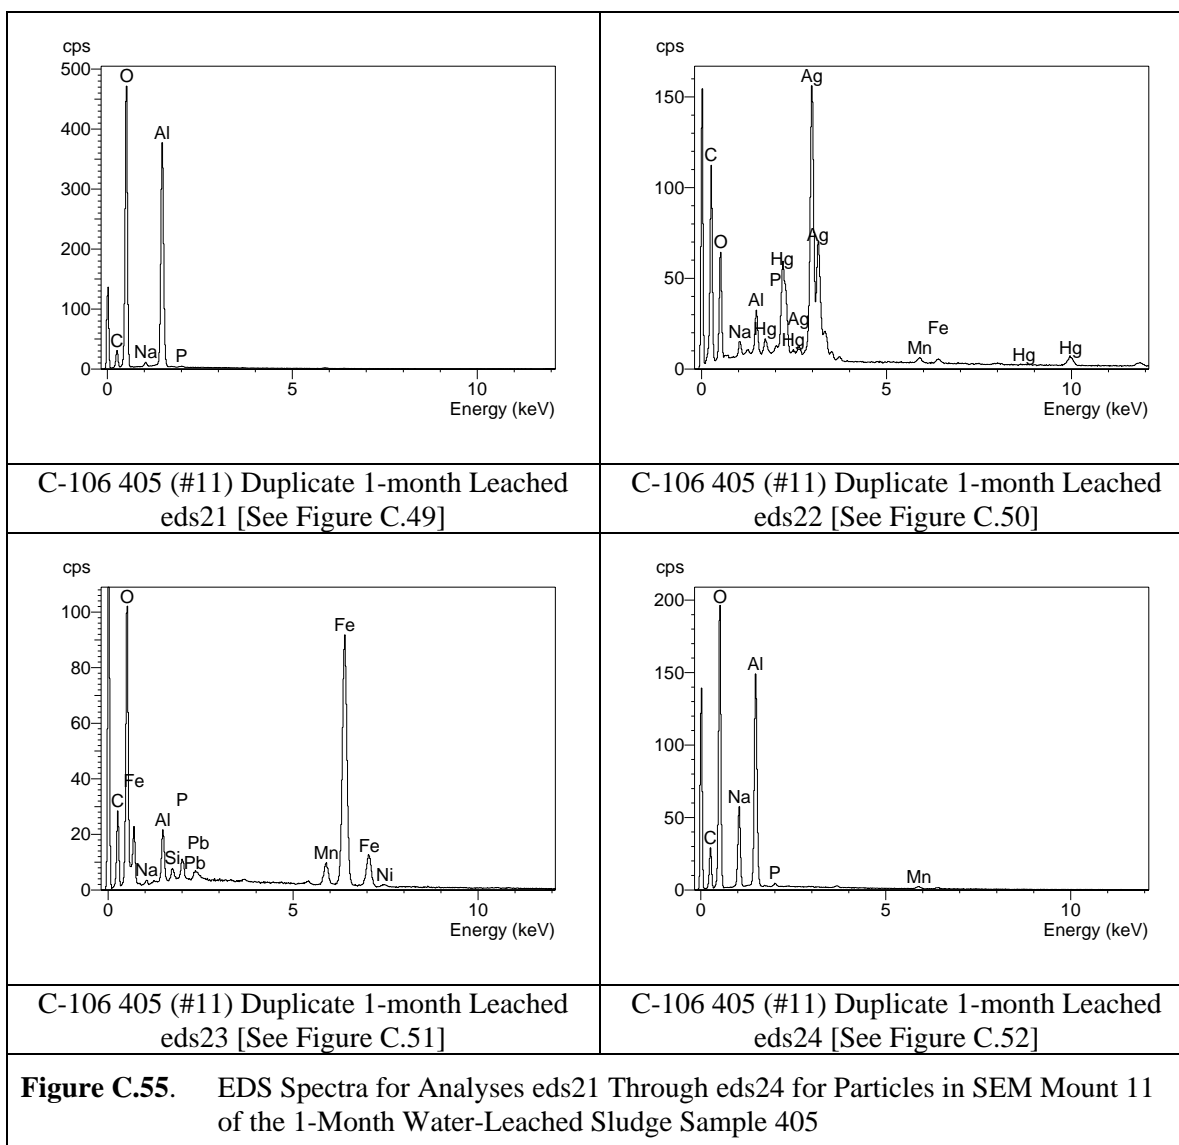 cps
500
400
300
200
100
0
O
Al
C
Na
P
0 5 10
Energy (keV)
C-106 405 (#11) Duplicate 1-month Leached
eds21 [See Figure C.49]
cps
150
100
50
0
Ag
C
O
Ag
Hg
P
Al
Na
Hg
Ag
Hg
Fe
Mn
Hg
Hg
0 5 10
Energy (keV)
C-106 405 (#11) Duplicate 1-month Leached
eds22 [See Figure C.50]
cps
100
80
60
40
20
0
O
Fe
Fe
C
P
Al
Si
Na
Pb
Pb
Mn
Fe
Ni
0 5 10
Energy (keV)
C-106 405 (#11) Duplicate 1-month Leached
eds23 [See Figure C.51]
cps
200
150
100
50
0
O
Al
Na
C
P
Mn
0 5 10
Energy (keV)
C-106 405 (#11) Duplicate 1-month Leached
eds24 [See Figure C.52]
Figure C.55. EDS Spectra for Analyses eds21 Through eds24 for Particles in SEM Mount 11
of the 1-Month Water-Leached Sludge Sample 405